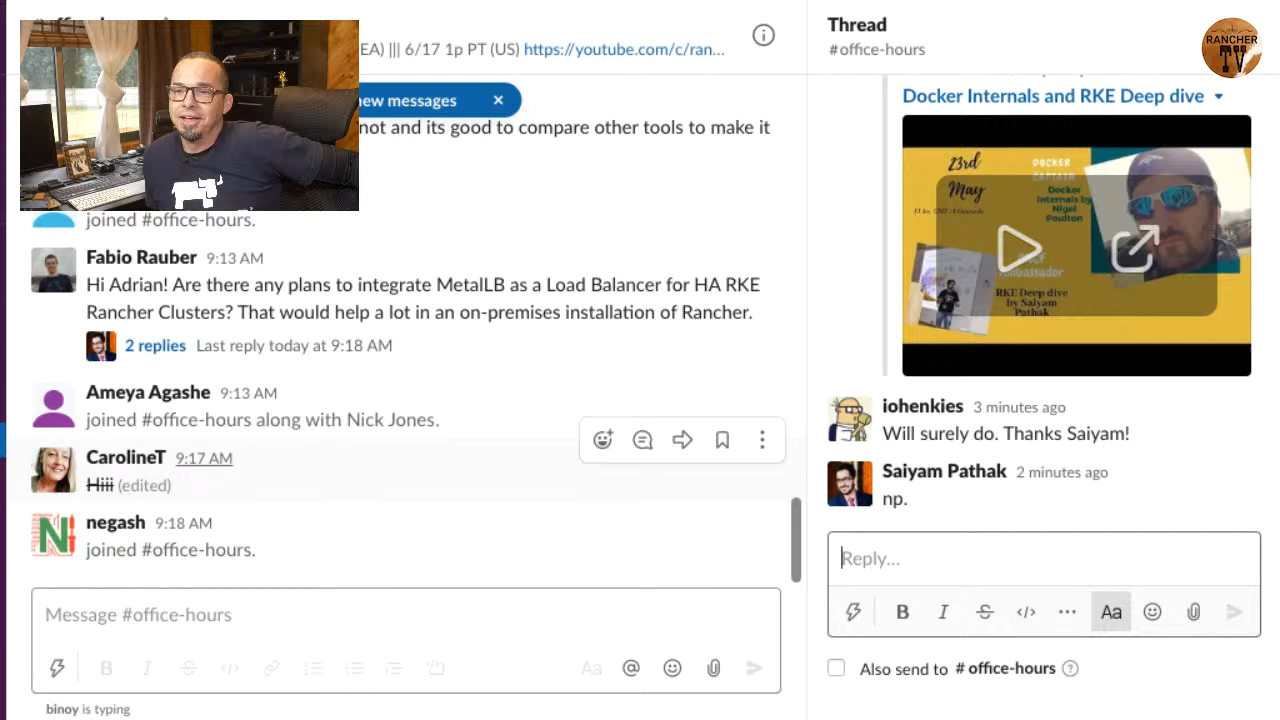 EA) ||| 6/17 1p PT (US) https://youtube.com/c/ran...
new messages
not and its good to compare other tools to make it
joined #office-hours.
Fabio Rauber 9:13 AM
Hi Adrian! Are there any plans to integrate MetalLB as a Load Balancer for HA RKE
Rancher Clusters? That would help a lot in an on-premises installation of Rancher.
2 replies Last reply today at 9:18 AM
Ameya Agashe 9:13 AM
joined #office-hours along with Nick Jones.
CarolineT 9:17 AM
Hiii (edited)
negash 9:18 AM
joined #office-hours.
Message #office-hours
Aa @
binoy is typing
Thread
#office-hours
RANCHER
TV
Docker Internals and RKE Deep dive
23rd
May
DOCKER
CAPTAIN
Docker
Internals by
Nigel
Poulton
Ambassador
RKE Deep dive
by Saiyam
Pathak
iohenkies 3 minutes ago
Will surely do. Thanks Saiyam!
Saiyam Pathak 2 minutes ago
np.
Reply...
B I S </> ... Aa
Also send to # office-hours ?